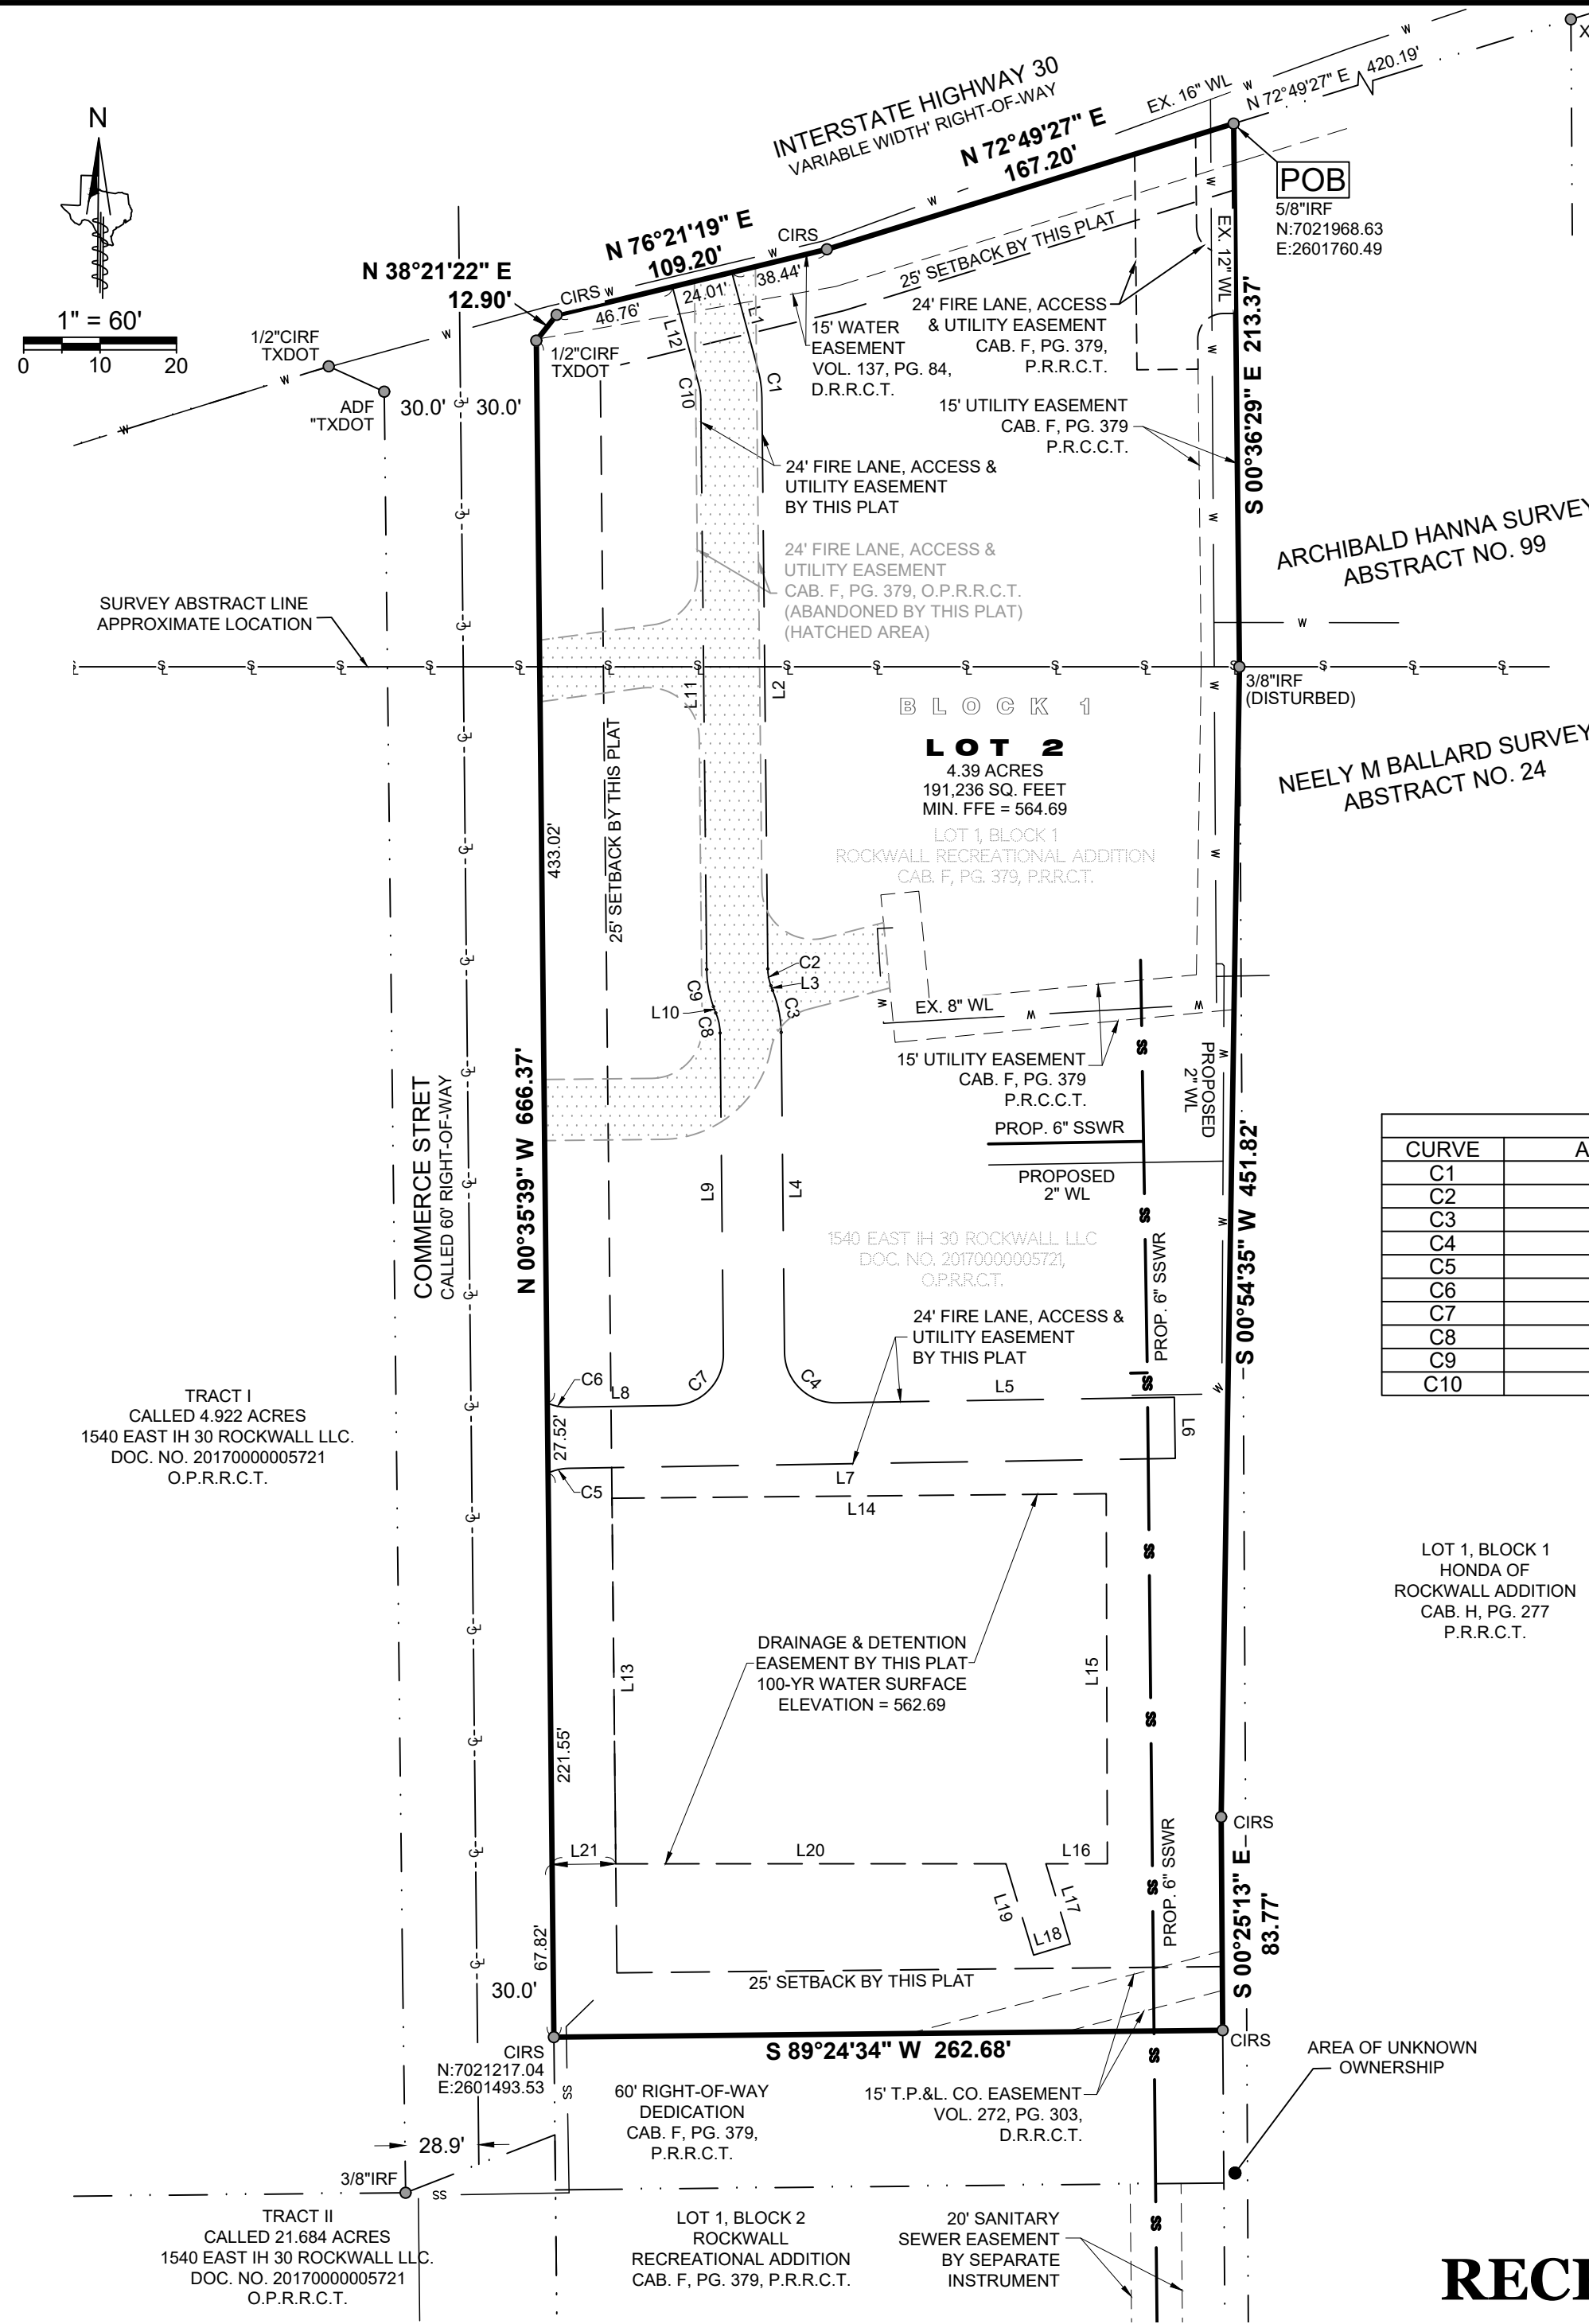 N
1" = 60'
0 10 20
INTERSTATE HIGHWAY 30
VARIABLE WIDTH' RIGHT-OF-WAY
EX. 16" WL
N 72°49'27" E 420.19'
X
N 72°49'27" E
167.20'
POB
5/8"IRF
N:7021968.63
E:2601760.49
N 76°21'19" E
109.20'
CIRS
N 38°21'22" E
12.90'
CIRS
46.76'
24.01'
38.44'
25' SETBACK BY THIS PLAT
1/2"CIRF
TXDOT
1/2"CIRF
TXDOT
ADF
"TXDOT
30.0' 30.0'
L12
L1
C10
C1
15' WATER
EASEMENT
VOL. 137, PG. 84,
D.R.R.C.T.
24' FIRE LANE, ACCESS
& UTILITY EASEMENT
CAB. F, PG. 379,
P.R.R.C.T.
EX. 12" WL
S 00°36'29" E 213.37'
15' UTILITY EASEMENT
CAB. F, PG. 379
P.R.C.C.T.
24' FIRE LANE, ACCESS &
UTILITY EASEMENT
BY THIS PLAT
24' FIRE LANE, ACCESS &
UTILITY EASEMENT
CAB. F, PG. 379, O.P.R.R.C.T.
(ABANDONED BY THIS PLAT)
(HATCHED AREA)
ARCHIBALD HANNA SURVEY
ABSTRACT NO. 99
SURVEY ABSTRACT LINE
APPROXIMATE LOCATION
3/8"IRF
(DISTURBED)
NEELY M BALLARD SURVEY
ABSTRACT NO. 24
L11
L2
BLOCK 1
LOT 2
4.39 ACRES
191,236 SQ. FEET
MIN. FFE = 564.69
LOT 1, BLOCK 1
ROCKWALL RECREATIONAL ADDITION
CAB. F, PG. 379, P.R.R.C.T.
433.02'
25' SETBACK BY THIS PLAT
C2
L3
C9
C3
L10
C8
EX. 8" WL
15' UTILITY EASEMENT
CAB. F, PG. 379
P.R.C.C.T.
PROPOSED
2" WL
PROP. 6" SSWR
PROPOSED
2" WL
COMMERCE STRET
CALLED 60' RIGHT-OF-WAY
N 00°35'39" W 666.37'
L9
L4
S 00°54'35" W 451.82'
CURVE A
C1
C2
C3
C4
C5
C6
C7
C8
C9
C10
1540 EAST IH 30 ROCKWALL LLC
DOC. NO. 20170000005721,
O.P.R.R.C.T.
PROP. 6" SSWR
24' FIRE LANE, ACCESS &
UTILITY EASEMENT
BY THIS PLAT
C6
L8
C7
C4
L5
L6
27.52'
L7
C5
L14
TRACT I
CALLED 4.922 ACRES
1540 EAST IH 30 ROCKWALL LLC.
DOC. NO. 20170000005721
O.P.R.R.C.T.
LOT 1, BLOCK 1
HONDA OF
ROCKWALL ADDITION
CAB. H, PG. 277
P.R.R.C.T.
DRAINAGE & DETENTION
EASEMENT BY THIS PLAT
100-YR WATER SURFACE
ELEVATION = 562.69
L13
L15
221.55'
L21
L20
L16
L19
L17
L18
PROP. 6" SSWR
CIRS
S 00°25'13" E
83.77'
67.82'
30.0'
25' SETBACK BY THIS PLAT
S 89°24'34" W 262.68'
CIRS
CIRS
N:7021217.04
E:2601493.53
SS
60' RIGHT-OF-WAY
DEDICATION
CAB. F, PG. 379,
P.R.R.C.T.
15' T.P.&L. CO. EASEMENT
VOL. 272, PG. 303,
D.R.R.C.T.
AREA OF UNKNOWN
OWNERSHIP
28.9'
3/8"IRF
SS
TRACT II
CALLED 21.684 ACRES
1540 EAST IH 30 ROCKWALL LLC.
DOC. NO. 20170000005721
O.P.R.R.C.T.
LOT 1, BLOCK 2
ROCKWALL
RECREATIONAL ADDITION
CAB. F, PG. 379, P.R.R.C.T.
20' SANITARY
SEWER EASEMENT
BY SEPARATE
INSTRUMENT